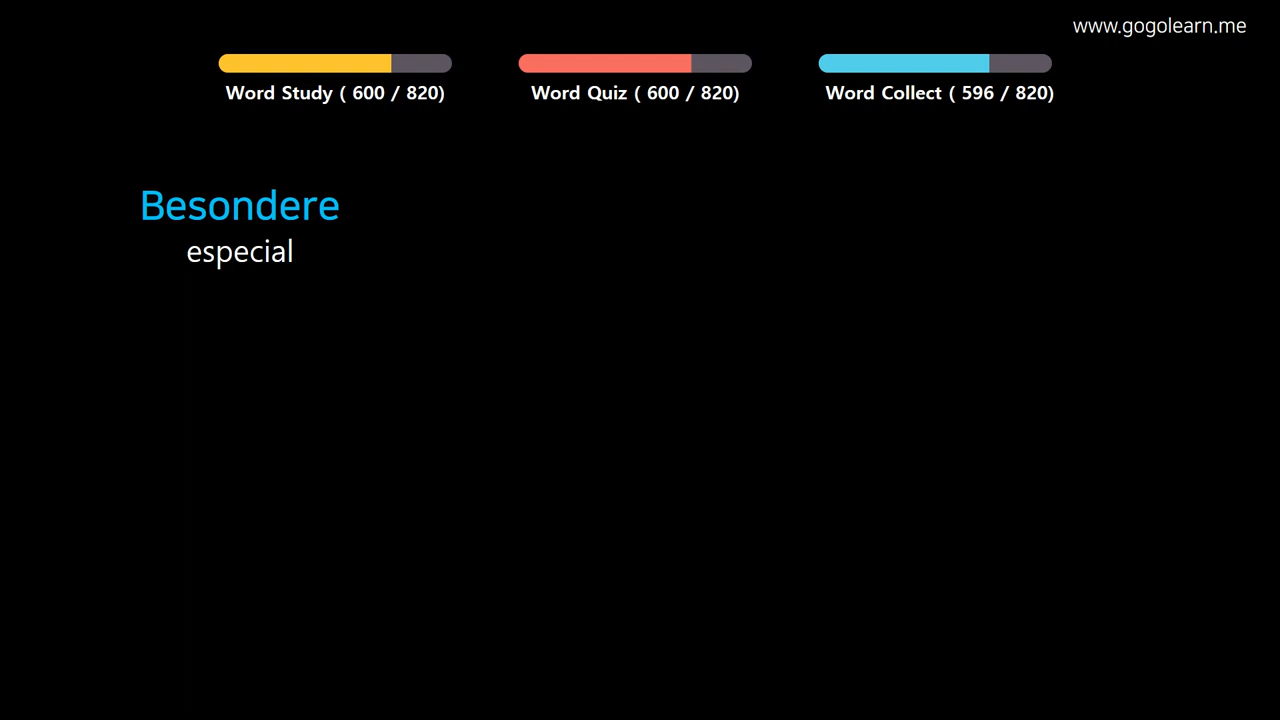 www.gogolearn.me
Word Study ( 600 / 820)
Word Quiz ( 600 / 820)
Word Collect ( 596 / 820)
Besondere
especial